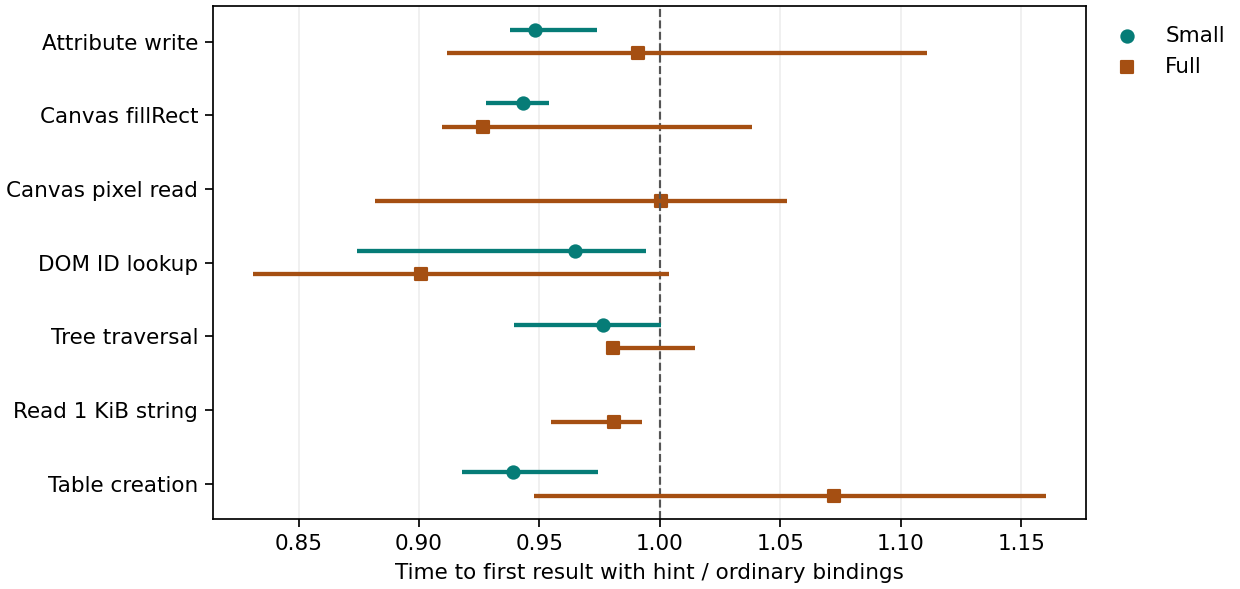 Small
Full
Attribute write
Canvas fillRect
Canvas pixel read
DOM ID lookup
Tree traversal
Read 1 KiB string
Table creation
0.85 0.90 0.95 1.00 1.05 1.10 1.15
Time to first result with hint / ordinary bindings